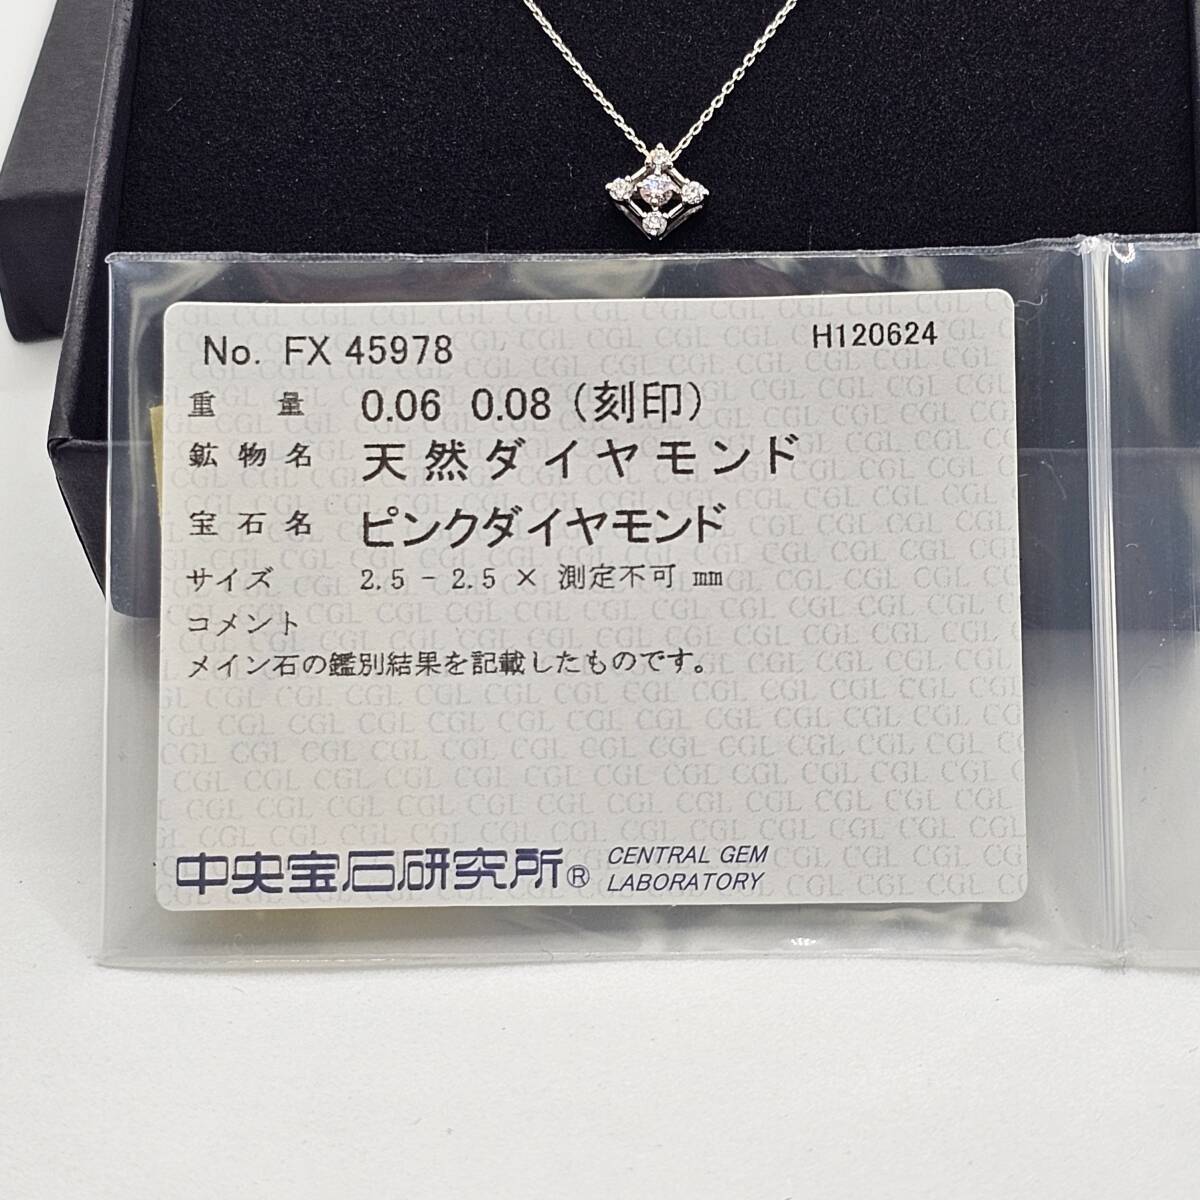 No. FX 45978 H120624
重 量 0.06 0.08 (刻印)
鉱物名 天然ダイヤモンド
宝石名 ピンクダイヤモンド
サイズ 2.5 - 2.5 × 測定不可 mm
コメント
メイン石の鑑別結果を記載したものです。
中央宝石研究所® CENTRAL GEM
LABORATORY